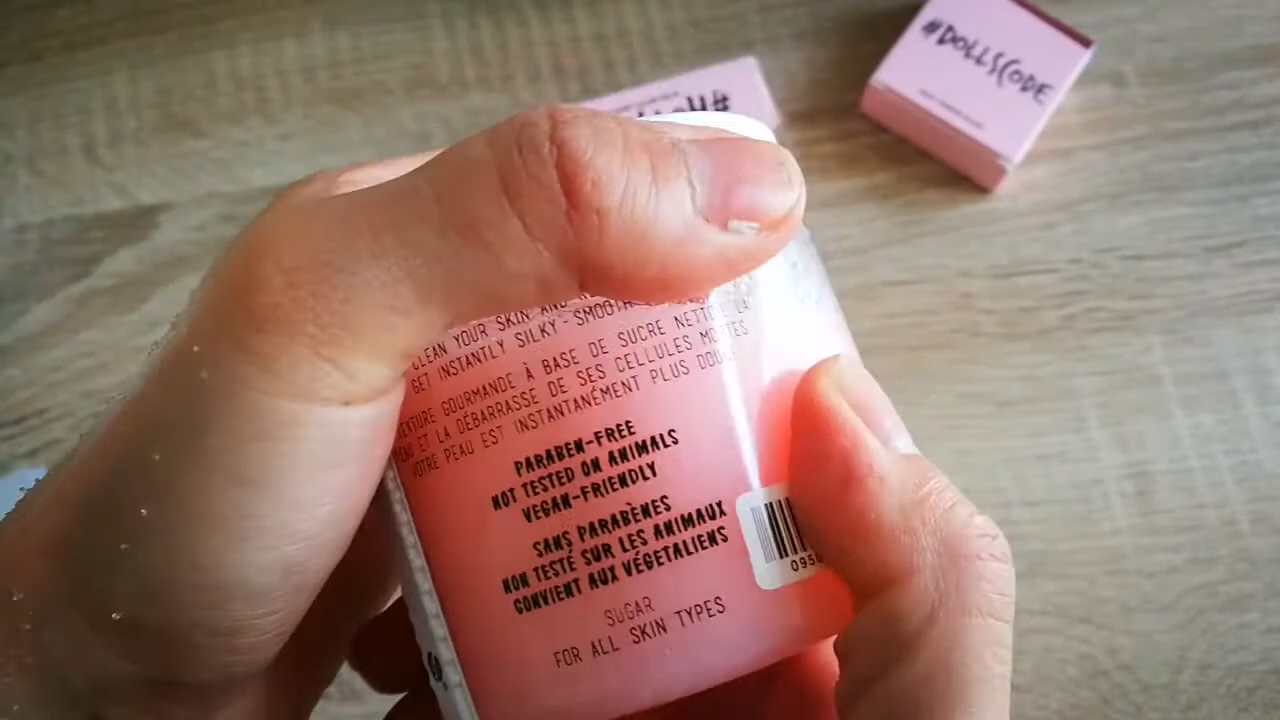 #DOLLSCODE
CLEAN YOUR SKIN AND
GET INSTANTLY SILKY-SMOOTH
TEXTURE GOURMANDE À BASE DE SUCRE NETTOIE LA
PEAU ET LA DÉBARRASSE DE SES CELLULES MORTES
VOTRE PEAU EST INSTANTANÉMENT PLUS DOUCE
PARABEN-FREE
NOT TESTED ON ANIMALS
VEGAN-FRIENDLY
SANS PARABÈNES
NON TESTÉ SUR LES ANIMAUX
CONVIENT AUX VÉGETALIENS
SUGAR
FOR ALL SKIN TYPES